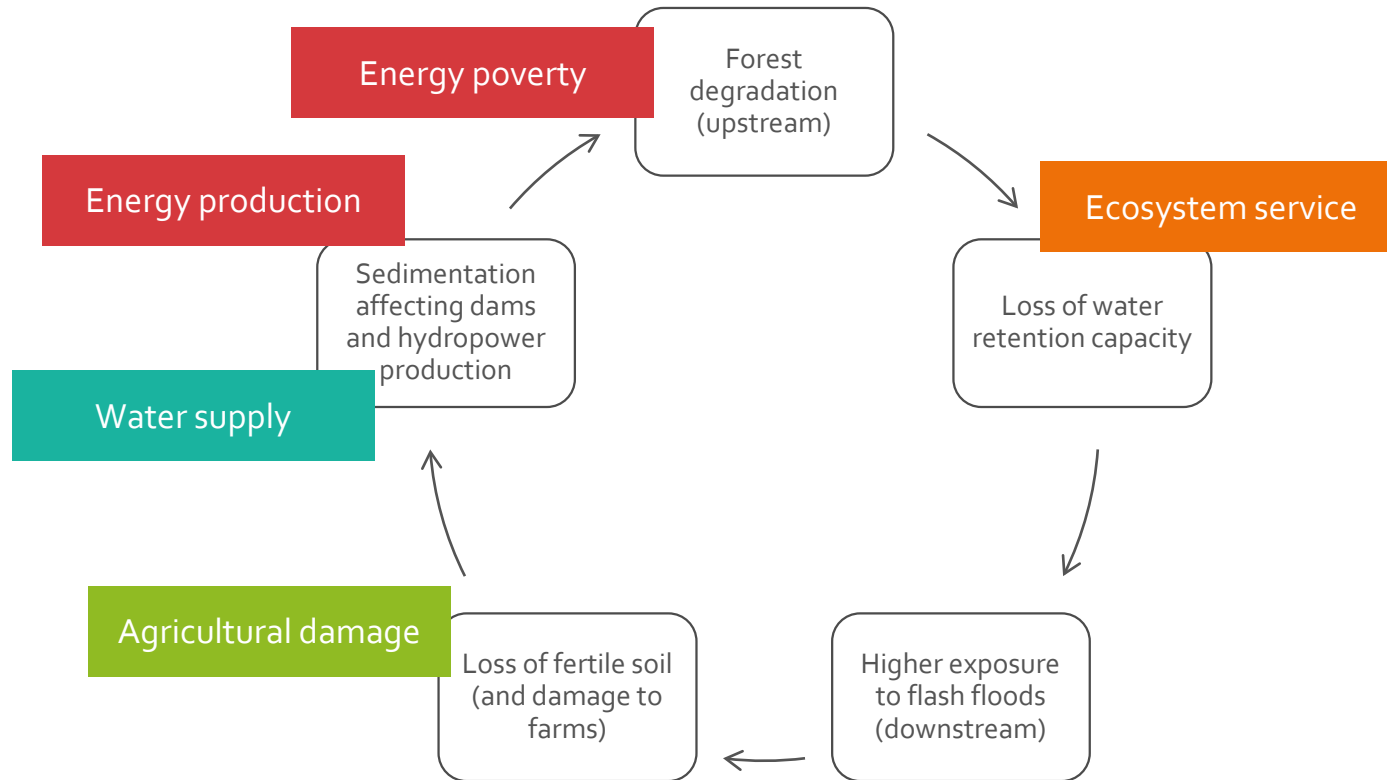 Energy poverty
Forest
degradation
(upstream)
Energy production
Ecosystem service
Sedimentation
affecting dams
and hydropower
production
Loss of water
retention capacity
Water supply
Agricultural damage
Loss of fertile soil
(and damage to
farms)
Higher exposure
to flash floods
(downstream)